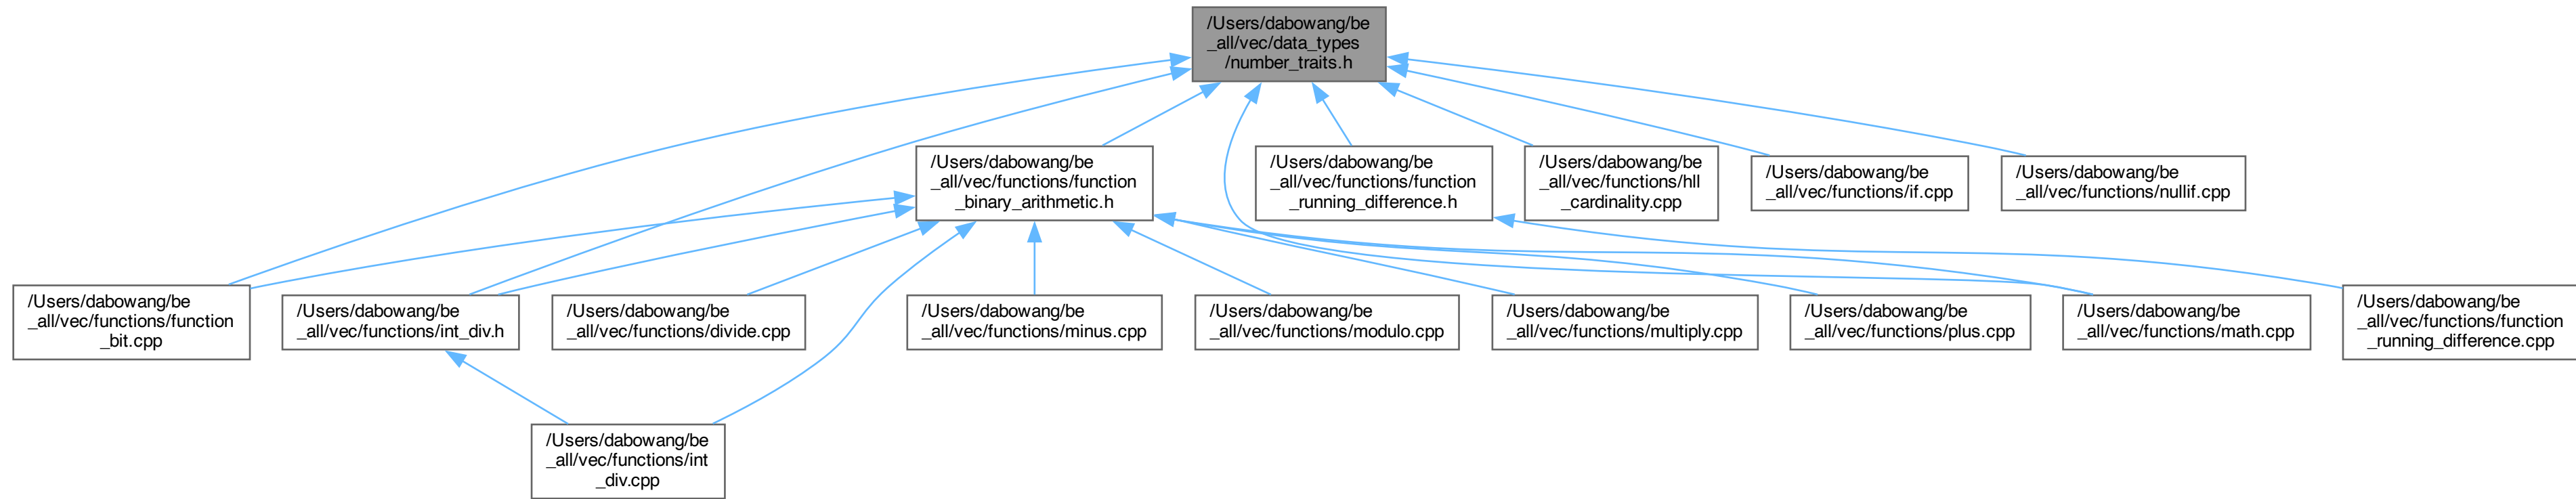 /Users/dabowang/be
_all/vec/data_types
/number_traits.h
/Users/dabowang/be
_all/vec/functions/function
_binary_arithmetic.h
/Users/dabowang/be
_all/vec/functions/function
_running_difference.h
/Users/dabowang/be
_all/vec/functions/hll
_cardinality.cpp
/Users/dabowang/be
_all/vec/functions/if.cpp
/Users/dabowang/be
_all/vec/functions/nullif.cpp
/Users/dabowang/be
_all/vec/functions/function
_bit.cpp
/Users/dabowang/be
_all/vec/functions/int_div.h
/Users/dabowang/be
_all/vec/functions/divide.cpp
/Users/dabowang/be
_all/vec/functions/minus.cpp
/Users/dabowang/be
_all/vec/functions/modulo.cpp
/Users/dabowang/be
_all/vec/functions/multiply.cpp
/Users/dabowang/be
_all/vec/functions/plus.cpp
/Users/dabowang/be
_all/vec/functions/math.cpp
/Users/dabowang/be
_all/vec/functions/function
_running_difference.cpp
/Users/dabowang/be
_all/vec/functions/int
_div.cpp